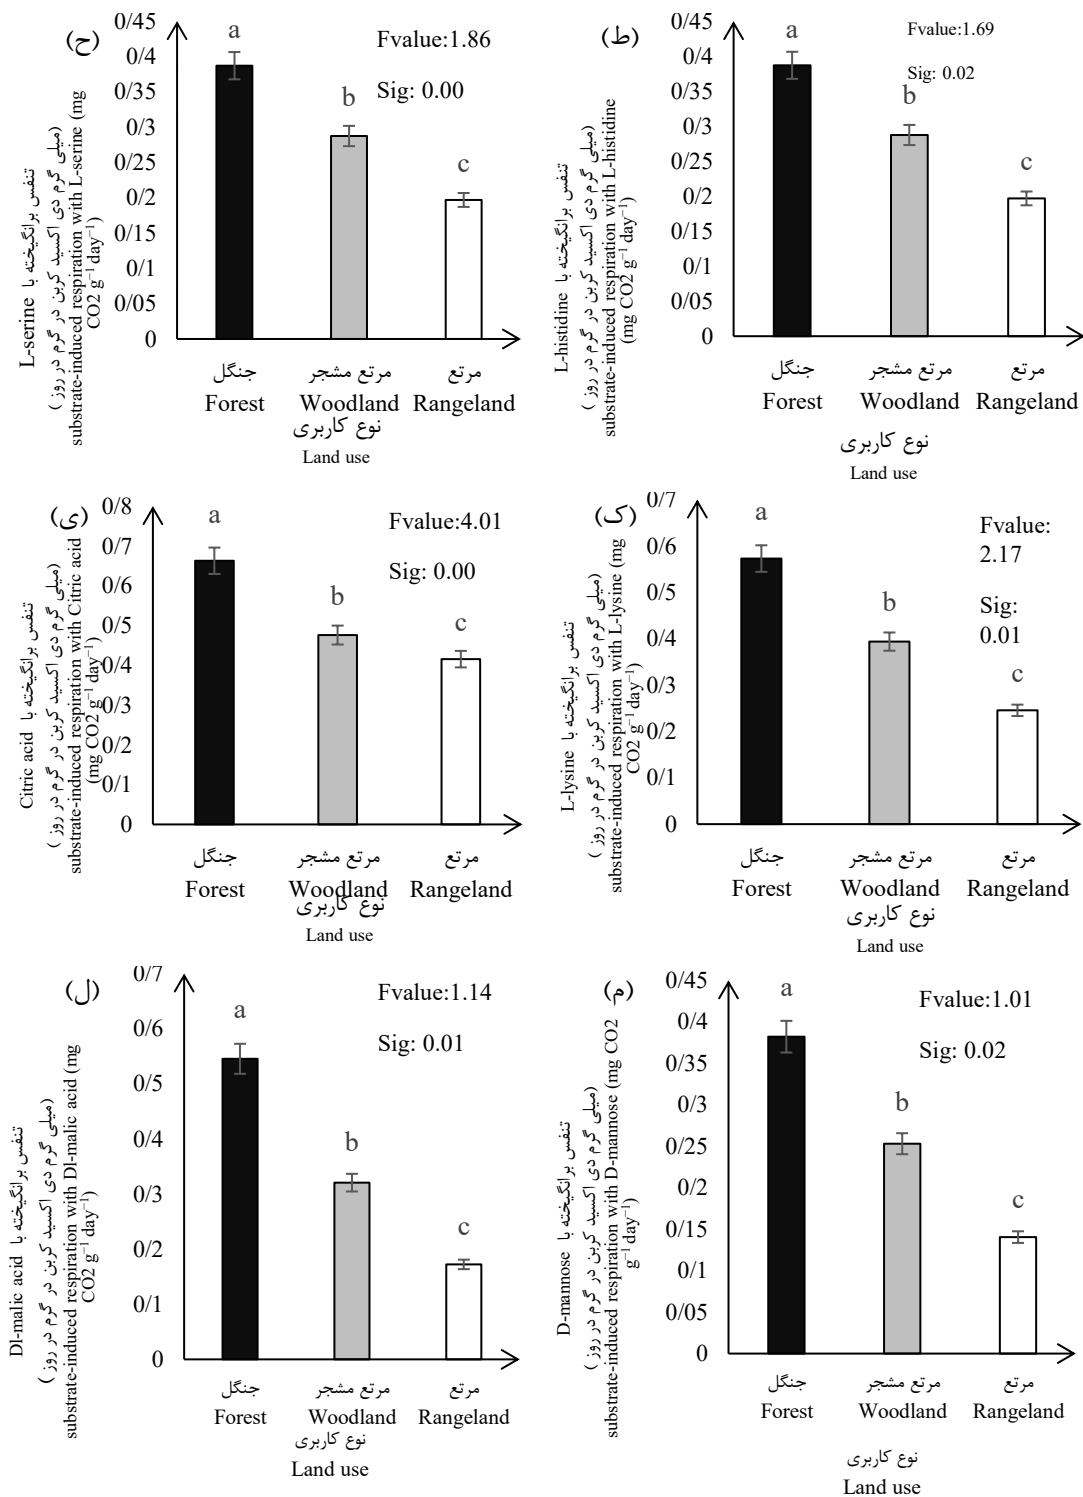 (ح)
Fvalue:1.86
Sig: 0.00
تنفس برانگیخته با L-serine
(میلی گرم دی اکسید کربن در گرم در روز )
substrate-induced respiration with L-serine (mg
CO2 g⁻¹ day⁻¹)
0/45
0/4
0/35
0/3
0/25
0/2
0/15
0/1
0/05
0
a
b
c
جنگل
مرتع مشجر
مرتع
Forest
Woodland
Rangeland
نوع کاربری
Land use
(ط)
Fvalue:1.69
Sig: 0.02
تنفس برانگیخته با L-histidine
(میلی گرم دی اکسید کربن در گرم در روز )
substrate-induced respiration with L-histidine
(mg CO2 g⁻¹ day⁻¹)
0/45
0/4
0/35
0/3
0/25
0/2
0/15
0/1
0/05
0
a
b
c
جنگل
مرتع مشجر
مرتع
Forest
Woodland
Rangeland
نوع کاربری
Land use
(ی)
Fvalue:4.01
Sig: 0.00
تنفس برانگیخته با Citric acid
(میلی گرم دی اکسید کربن در گرم در روز )
substrate-induced respiration with Citric acid
(mg CO2 g⁻¹ day⁻¹)
0/8
0/7
0/6
0/5
0/4
0/3
0/2
0/1
0
a
b
c
جنگل
مرتع مشجر
مرتع
Forest
Woodland
Rangeland
نوع کاربری
Land use
(ک)
Fvalue:
2.17
Sig:
0.01
تنفس برانگیخته با L-lysine
(میلی گرم دی اکسید کربن در گرم در روز )
substrate-induced respiration with L-lysine (mg
CO2 g⁻¹ day⁻¹)
0/7
0/6
0/5
0/4
0/3
0/2
0/1
0
a
b
c
جنگل
مرتع مشجر
مرتع
Forest
Woodland
Rangeland
نوع کاربری
Land use
(ل)
Fvalue:1.14
Sig: 0.01
تنفس برانگیخته با Dl-malic acid
(میلی گرم دی اکسید کربن در گرم در روز )
substrate-induced respiration with Dl-malic acid (mg
CO2 g⁻¹ day⁻¹)
0/7
0/6
0/5
0/4
0/3
0/2
0/1
0
a
b
c
جنگل
مرتع مشجر
مرتع
Forest
Woodland
Rangeland
نوع کاربری
Land use
(م)
Fvalue:1.01
Sig: 0.02
تنفس برانگیخته با D-mannose
(میلی گرم دی اکسید کربن در گرم در روز )
substrate-induced respiration with D-mannose (mg CO2
g⁻¹ day⁻¹)
0/45
0/4
0/35
0/3
0/25
0/2
0/15
0/1
0/05
0
a
b
c
جنگل
مرتع مشجر
مرتع
Forest
Woodland
Rangeland
نوع کاربری
Land use